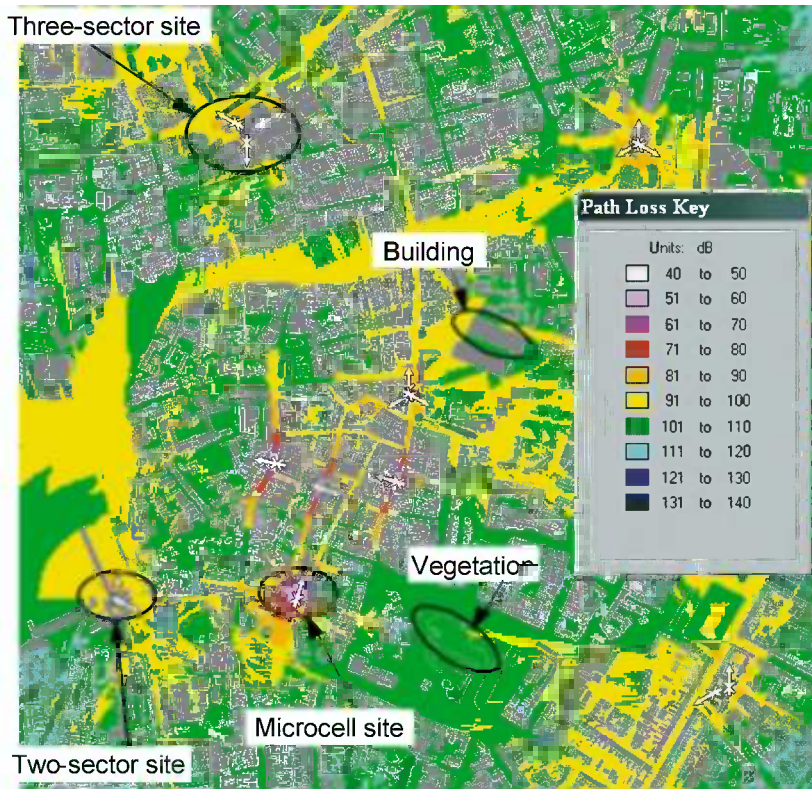 Three-sector site
Path Loss Key
Building
Units: dB
40 to 50
51 to 60
61 to 70
71 to 80
81 to 90
91 to 100
101 to 110
111 to 120
121 to 130
131 to 140
Vegetation
Microcell site
Two-sector site